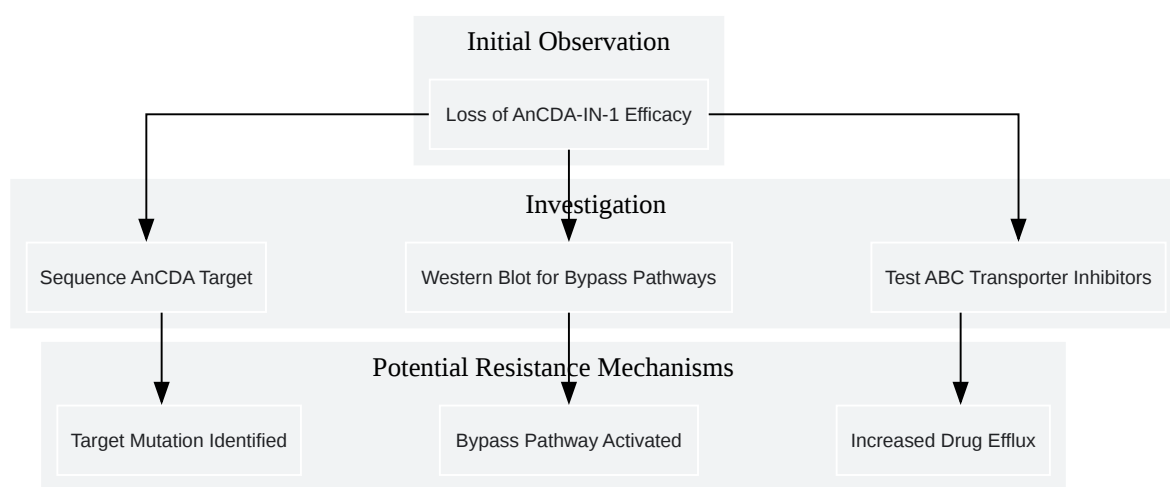 Initial Observation
Loss of AnCDA-IN-1 Efficacy
Investigation
Sequence AnCDA Target
Western Blot for Bypass Pathways
Test ABC Transporter Inhibitors
Potential Resistance Mechanisms
Target Mutation Identified
Bypass Pathway Activated
Increased Drug Efflux